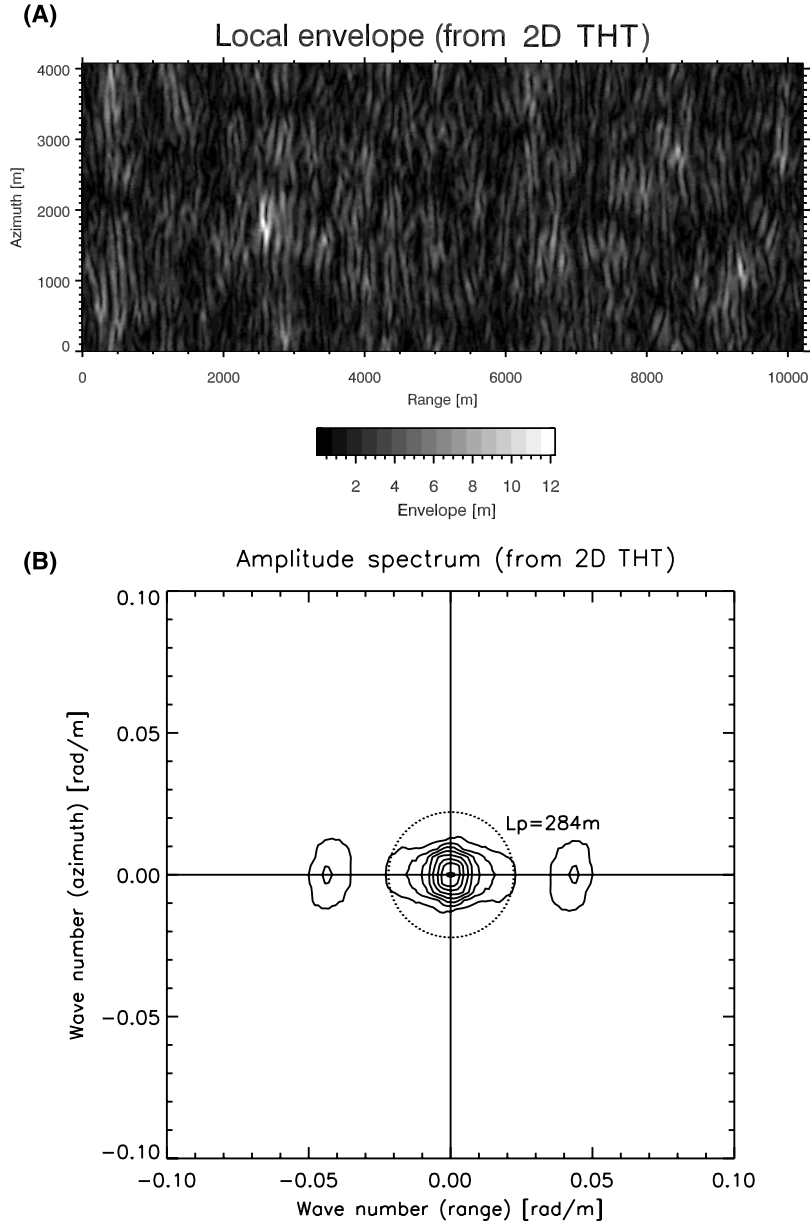 (A)
Local envelope (from 2D THT)
4000
3000
2000
1000
0
Azimuth [m]
0 2000 4000 6000 8000 10000
Range [m]
2 4 6 8 10 12
Envelope [m]
(B)
Amplitude spectrum (from 2D THT)
0.10
0.05
0.00
-0.05
-0.10
Wave number (azimuth) [rad/m]
Lp=284m
-0.10 -0.05 0.00 0.05 0.10
Wave number (range) [rad/m]